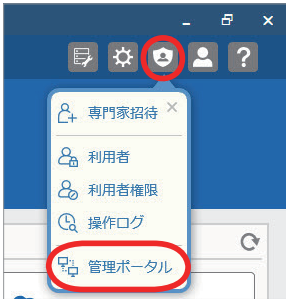 専門家招待
利用者
利用者権限
操作ログ
管理ポータル